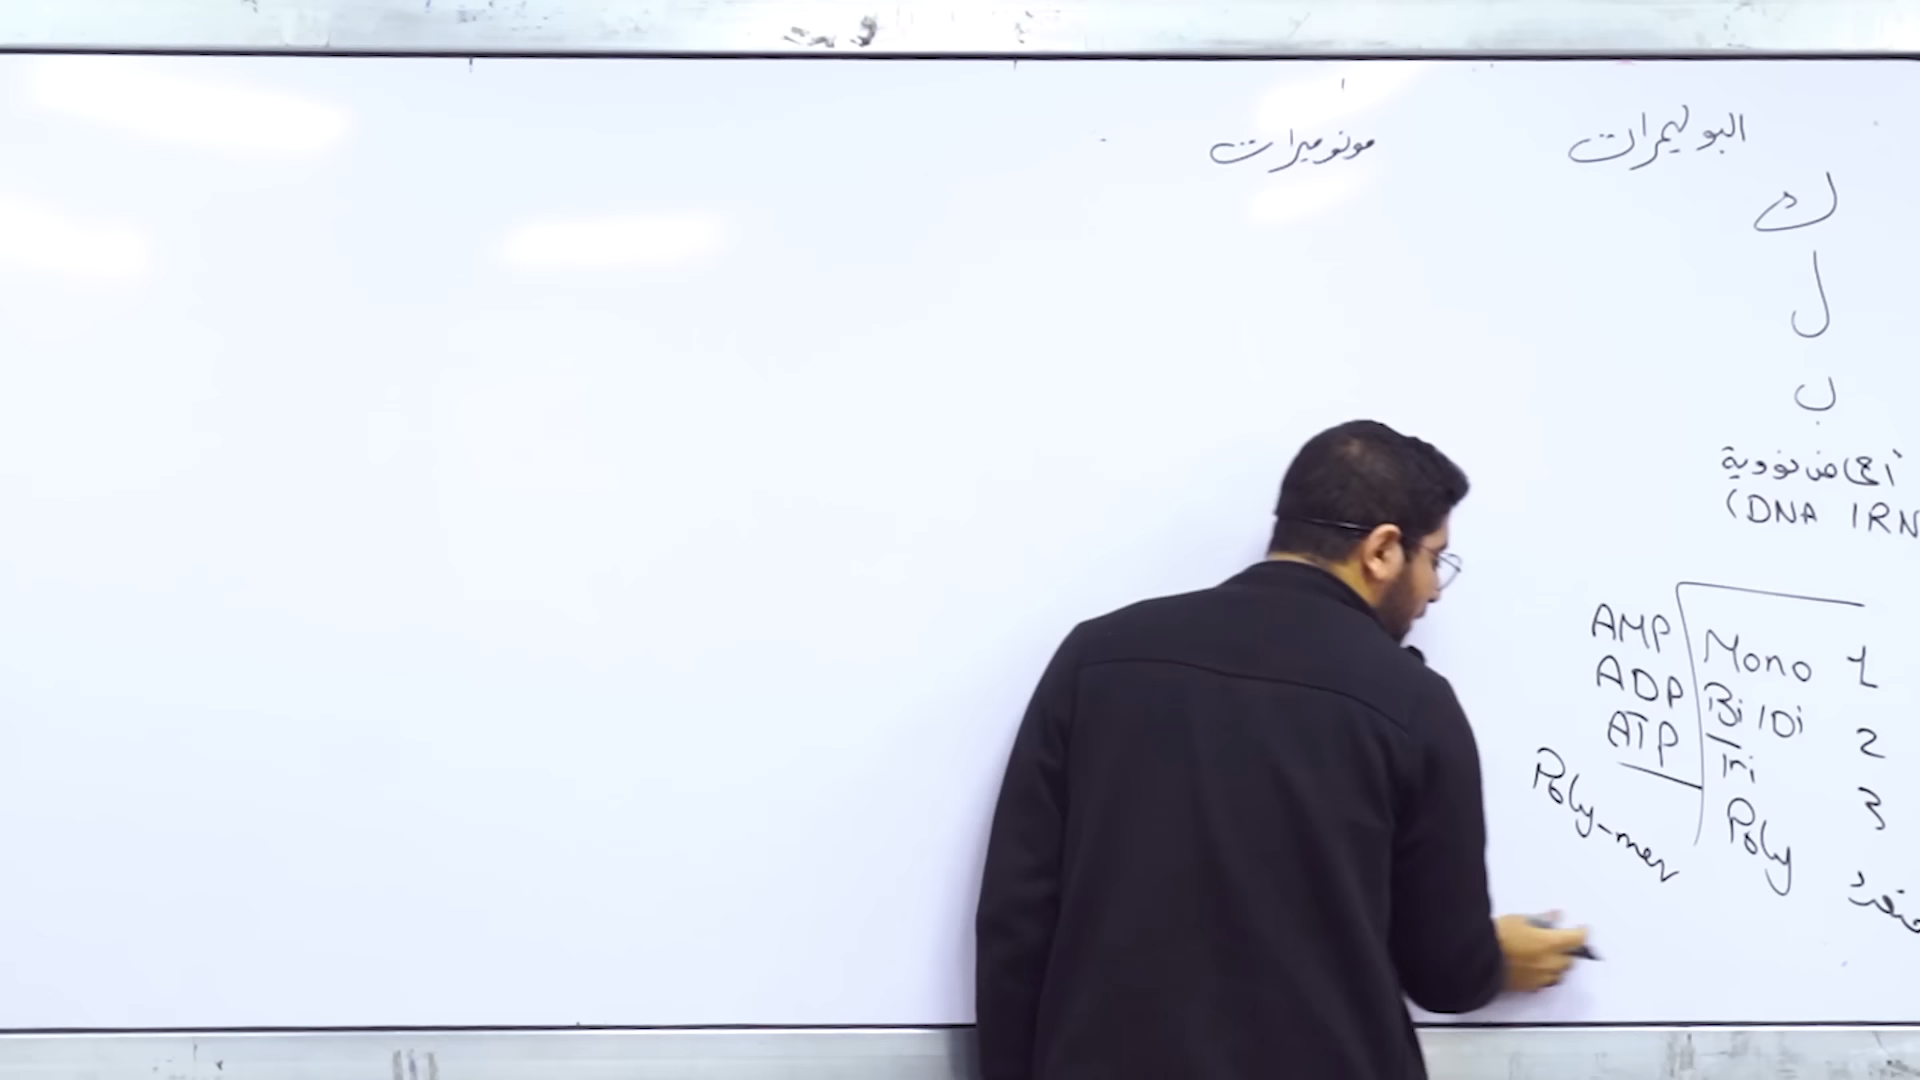 البوليمرات مونوميرات
ك
ل
ب
أحماض نووية
(DNA / RN
AMP Mono 1
ADP Bi / Di 2
ATP Tri 3
Poly متعدد
Poly-mer